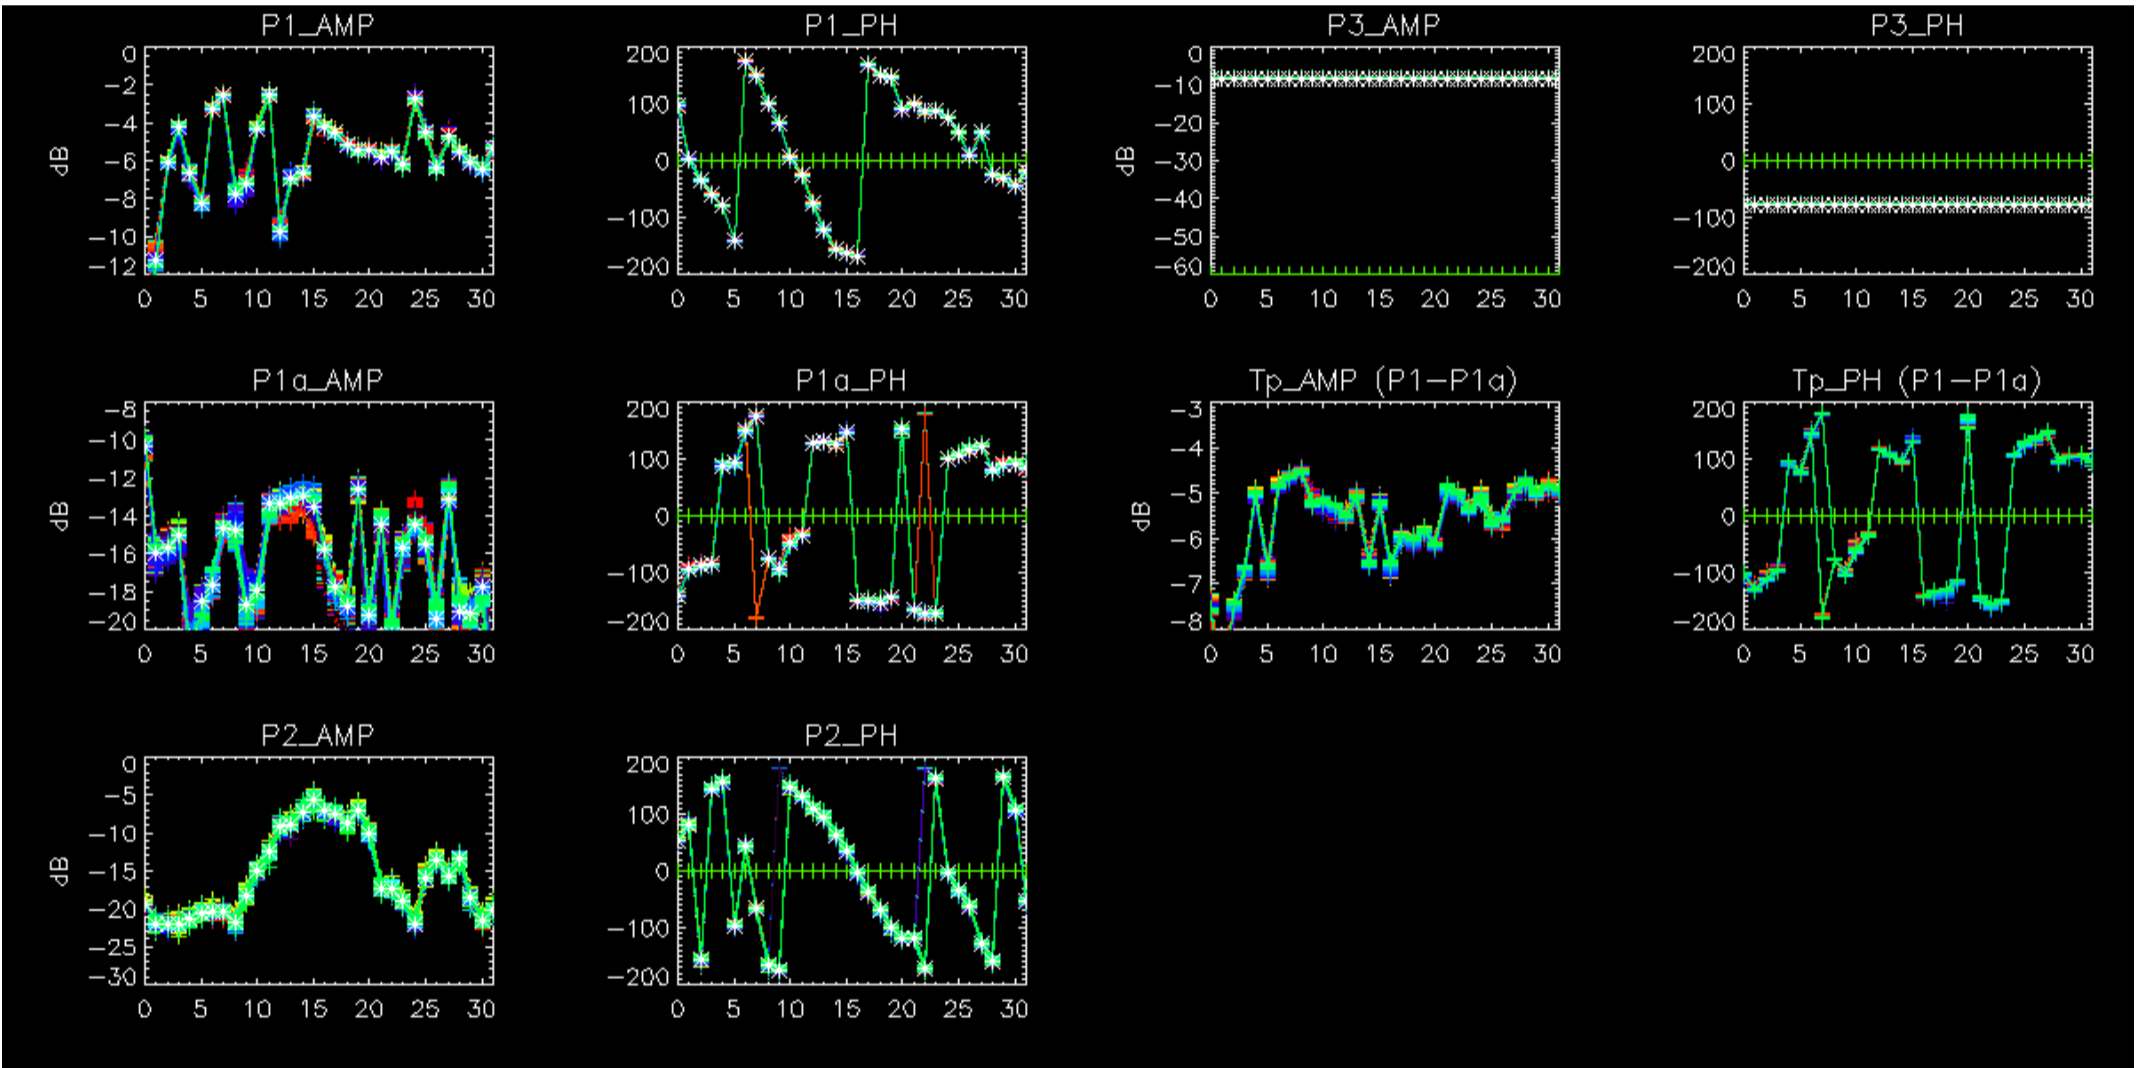 P1_AMP
dB
0
-2
-4
-6
-8
-10
-12
0 5 10 15 20 25 30
P1_PH
200
100
0
-100
-200
0 5 10 15 20 25 30
P3_AMP
dB
0
-10
-20
-30
-40
-50
-60
0 5 10 15 20 25 30
P3_PH
200
100
0
-100
-200
0 5 10 15 20 25 30
P1a_AMP
dB
-8
-10
-12
-14
-16
-18
-20
0 5 10 15 20 25 30
P1a_PH
200
100
0
-100
-200
0 5 10 15 20 25 30
Tp_AMP (P1-P1a)
dB
-3
-4
-5
-6
-7
-8
0 5 10 15 20 25 30
Tp_PH (P1-P1a)
200
100
0
-100
-200
0 5 10 15 20 25 30
P2_AMP
dB
0
-5
-10
-15
-20
-25
-30
0 5 10 15 20 25 30
P2_PH
200
100
0
-100
-200
0 5 10 15 20 25 30